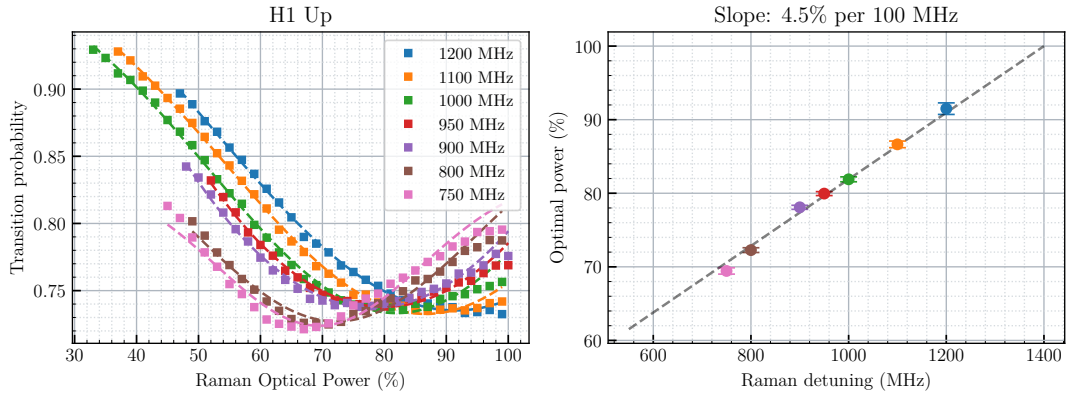 H1 Up
Transition probability
0.90
0.85
0.80
0.75
30 40 50 60 70 80 90 100
Raman Optical Power (%)
1200 MHz
1100 MHz
1000 MHz
950 MHz
900 MHz
800 MHz
750 MHz
Slope: 4.5% per 100 MHz
Optimal power (%)
100
90
80
70
60
600 800 1000 1200 1400
Raman detuning (MHz)